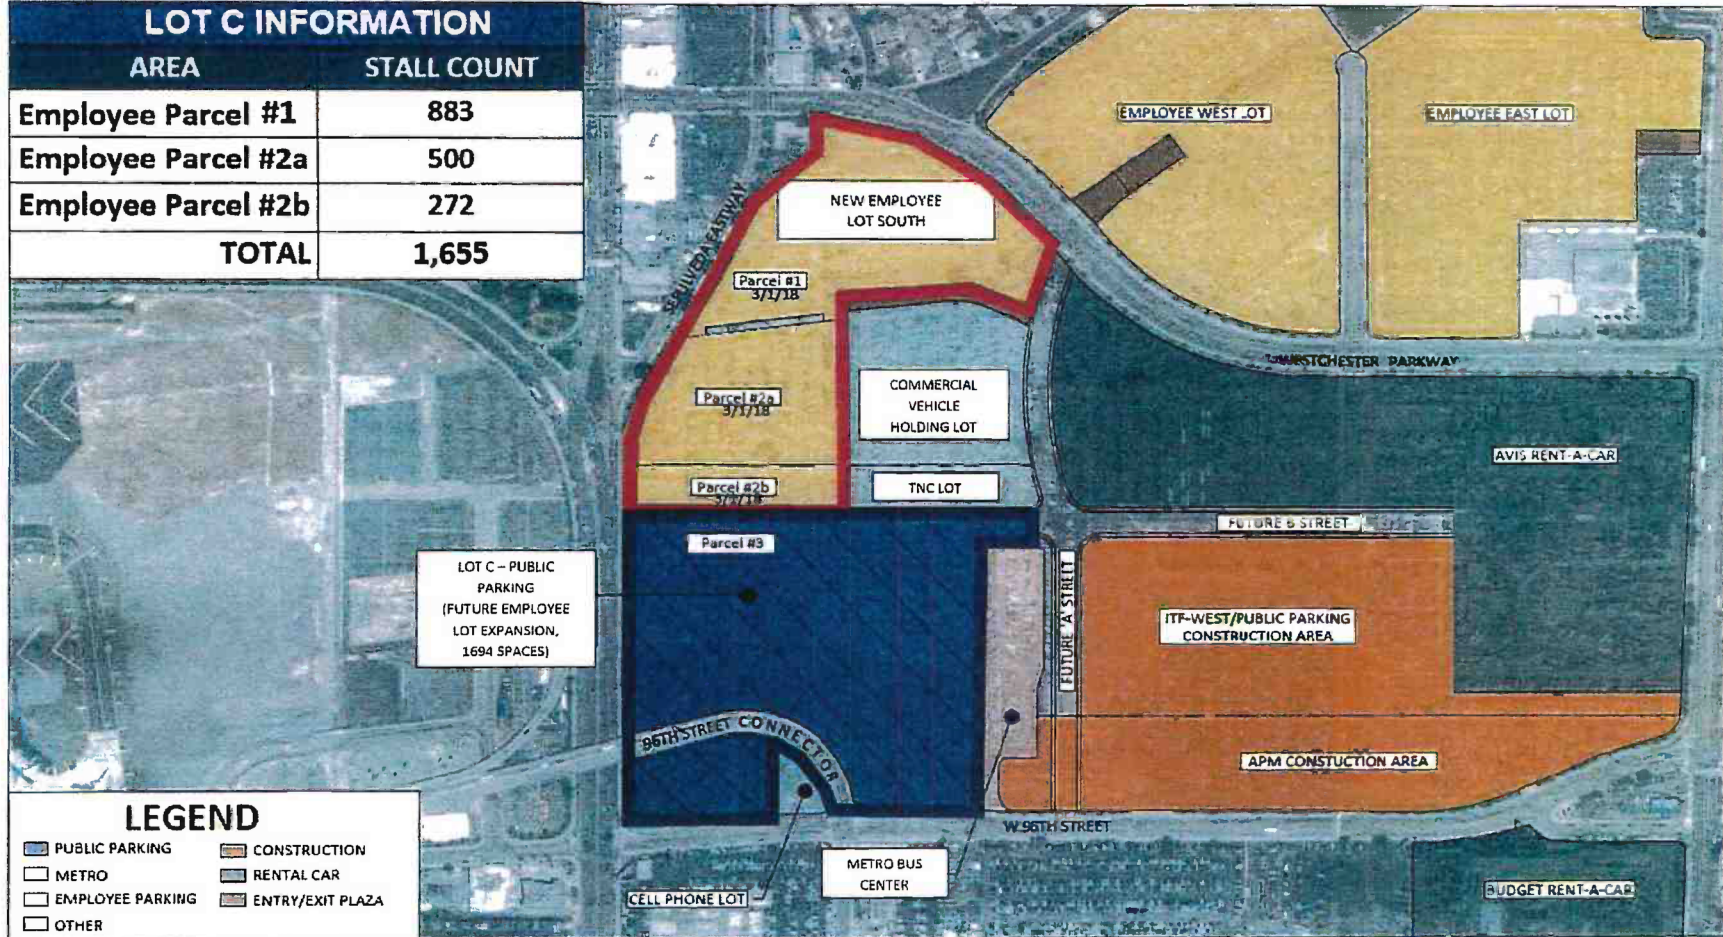 LOT C INFORMATION
AREA STALL COUNT
Employee Parcel #1 883
Employee Parcel #2a 500
Employee Parcel #2b 272
TOTAL 1,655
EMPLOYEE WEST LOT
EMPLOYEE EAST LOT
NEW EMPLOYEE
LOT SOUTH
SEPULVEDA EASTWAY
Parcel #1
3/1/18
WESTCHESTER PARKWAY
Parcel #2a
3/1/18
COMMERCIAL
VEHICLE
HOLDING LOT
AVIS RENT-A-CAR
Parcel #2b
3/1/18
TNC LOT
FUTURE B STREET
Parcel #3
LOT C – PUBLIC
PARKING
(FUTURE EMPLOYEE
LOT EXPANSION,
1694 SPACES)
FUTURE 'A' STREET
ITF-WEST/PUBLIC PARKING
CONSTRUCTION AREA
96TH STREET CONNECTOR
APM CONSTUCTION AREA
W 96TH STREET
METRO BUS
CENTER
CELL PHONE LOT
BUDGET RENT-A-CAR
LEGEND
PUBLIC PARKING
CONSTRUCTION
METRO
RENTAL CAR
EMPLOYEE PARKING
ENTRY/EXIT PLAZA
OTHER